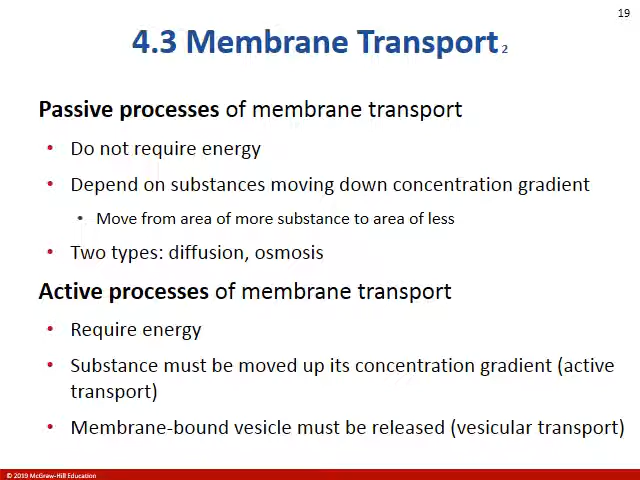 19
4.3 Membrane Transport 2
Passive processes of membrane transport
• Do not require energy
• Depend on substances moving down concentration gradient
• Move from area of more substance to area of less
• Two types: diffusion, osmosis
Active processes of membrane transport
• Require energy
• Substance must be moved up its concentration gradient (active
transport)
• Membrane-bound vesicle must be released (vesicular transport)
© 2019 McGraw-Hill Education